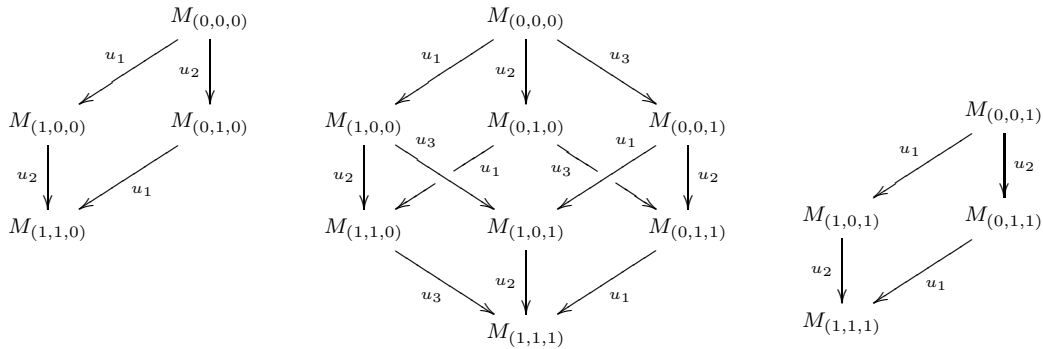 M(0,0,0) M(0,0,0)
u1 u2 u1 u2 u3
M(1,0,0) M(0,1,0) M(1,0,0) M(0,1,0) M(0,0,1) M(0,0,1)
u3 u1 u1 u2
u2 u1 u2 u1 u3 u2
M(1,1,0) M(1,1,0) M(1,0,1) M(0,1,1) M(1,0,1) M(0,1,1)
u3 u2 u1 u2 u1
M(1,1,1) M(1,1,1)